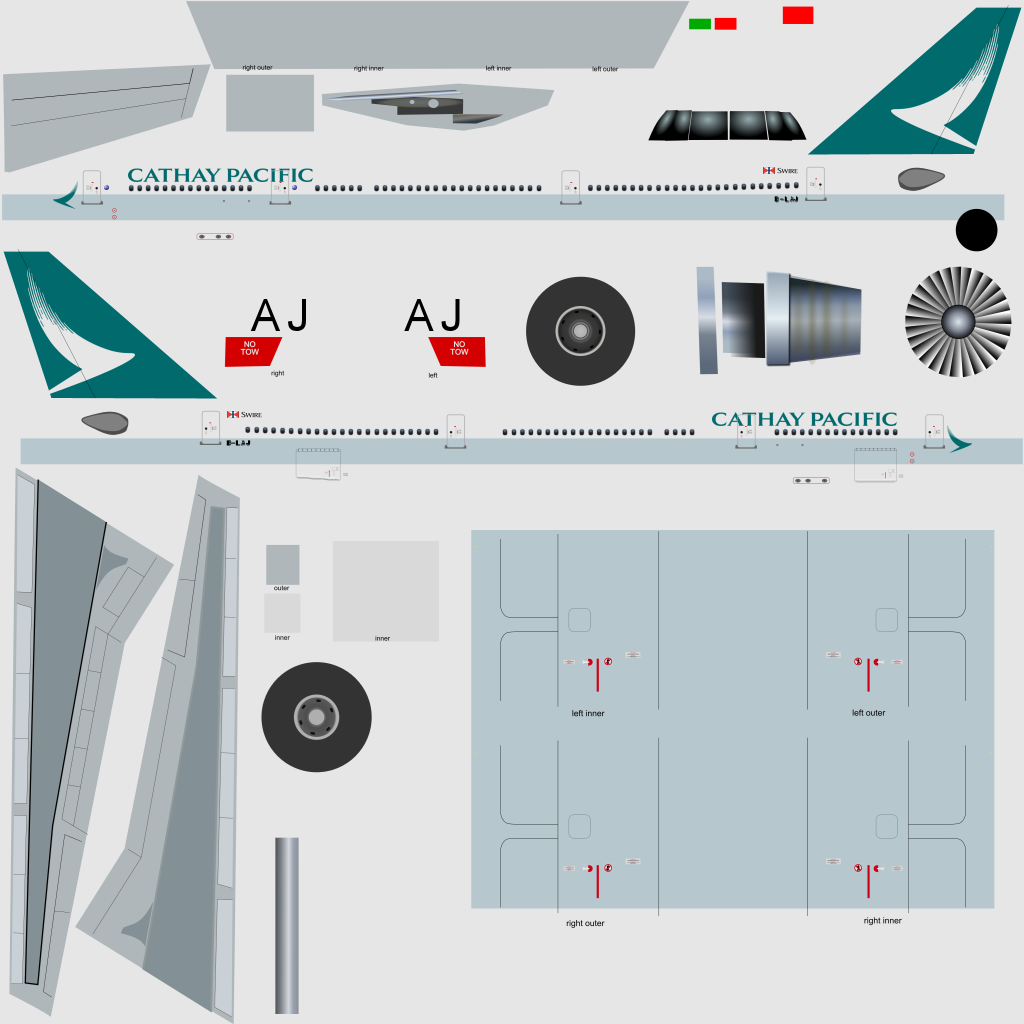 right outer
right inner
left inner
left outer
CATHAY PACIFIC
SWIRE
B-LAJ
AJ
AJ
NO
TOW
NO
TOW
right
left
SWIRE
CATHAY PACIFIC
B-LAJ
outer
inner
inner
left inner
left outer
right outer
right inner